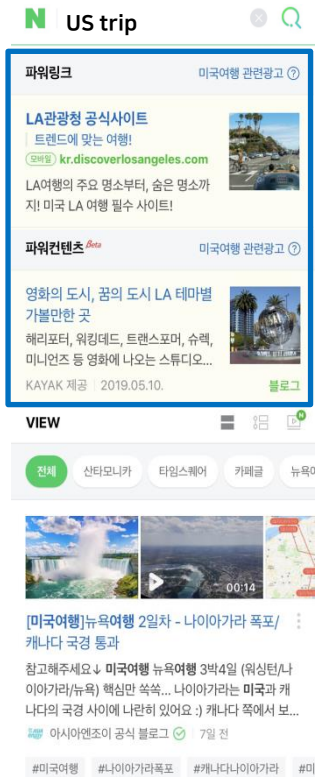 N US trip
파워링크 미국여행 관련광고 ?
LA관광청 공식사이트
트렌드에 맞는 여행!
모바일 kr.discoverlosangeles.com
LA여행의 주요 명소부터, 숨은 명소까
지! 미국 LA 여행 필수 사이트!
파워컨텐츠 Beta 미국여행 관련광고 ?
영화의 도시, 꿈의 도시 LA 테마별
가볼만한 곳
해리포터, 워킹데드, 트랜스포머, 슈렉,
미니언즈 등 영화에 나오는 스튜디오...
KAYAK 제공 2019.05.10. 블로그
VIEW N
전체 산타모니카 타임스퀘어 카페글 뉴욕여
00:14
[미국여행]뉴욕여행 2일차 - 나이아가라 폭포/
캐나다 국경 통과
참고해주세요↓ 미국여행 뉴욕여행 3박4일 (워싱턴/나
이아가라/뉴욕) 핵심만 쏙쏙... 나이아가라는 미국과 캐
나다의 국경 사이에 나란히 있어요 :) 캐나다 쪽에서 보...
아시아엔조이 공식 블로그 7일 전
#미국여행 #나이아가라폭포 #캐나다나이아가라 #미